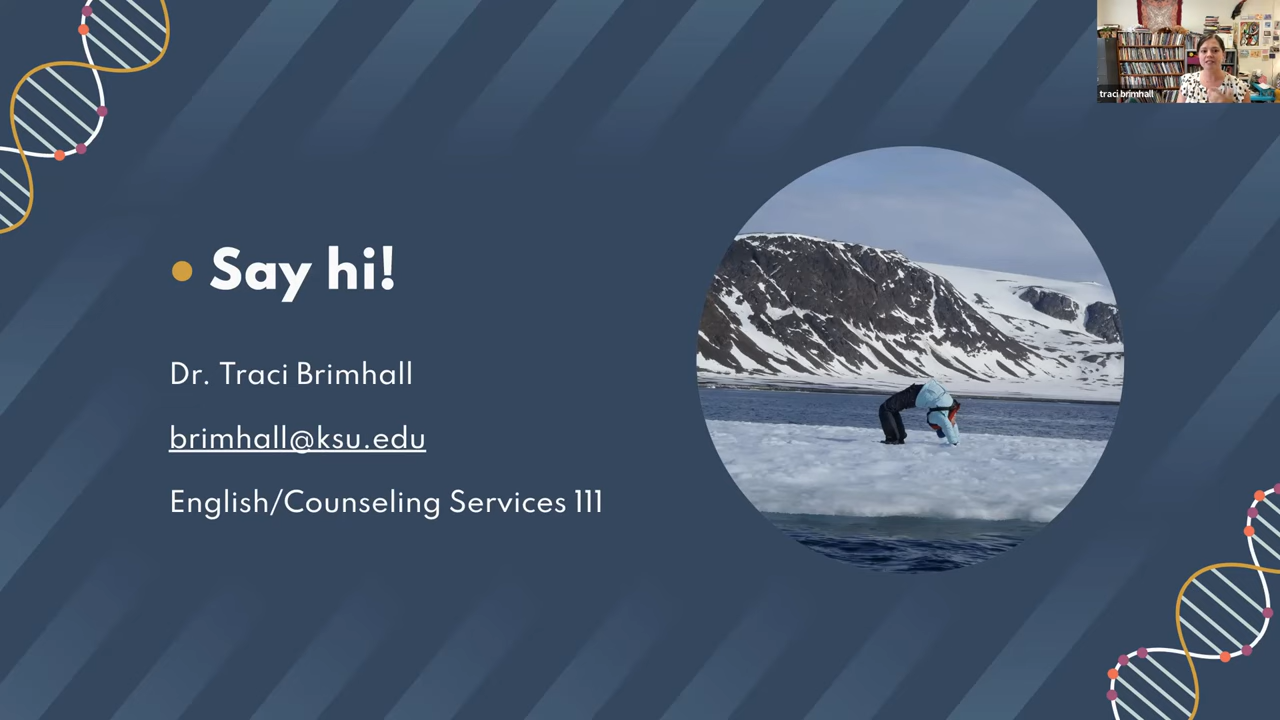 traci brimhall
Say hi!
Dr. Traci Brimhall
brimhall@ksu.edu
English/Counseling Services 111